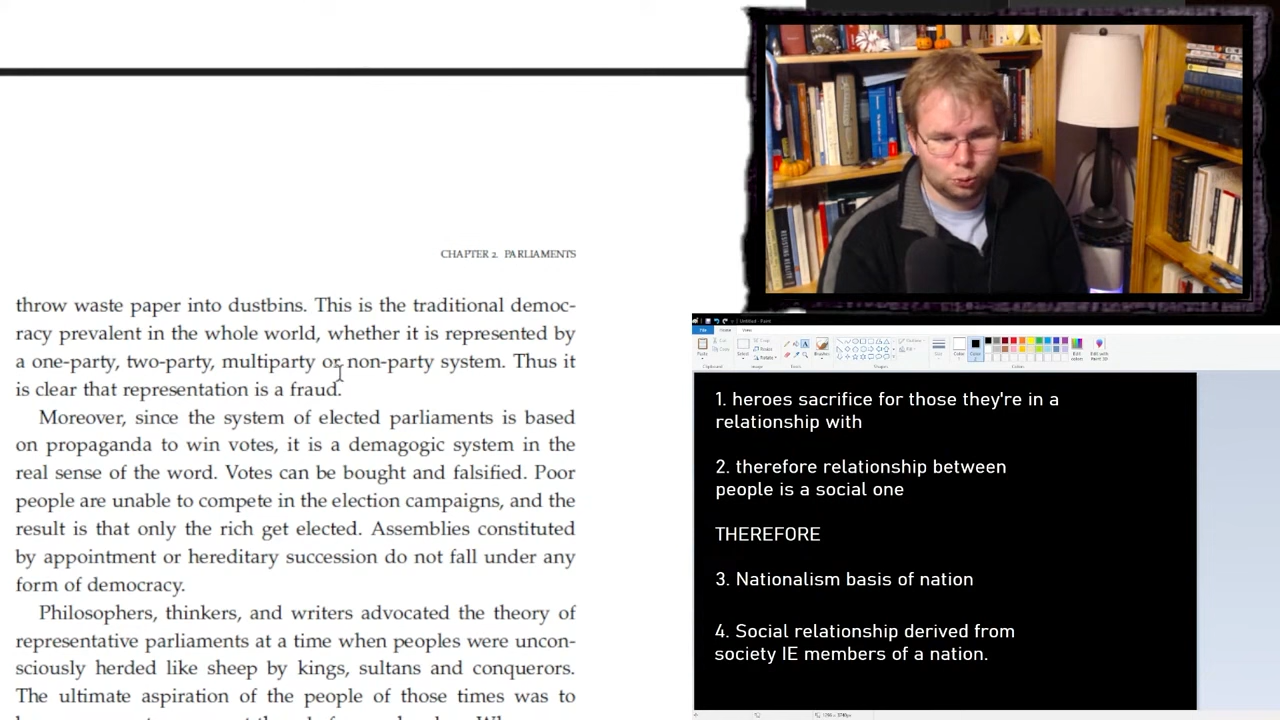 CHAPTER 2. PARLIAMENTS
throw waste paper into dustbins. This is the traditional democ-
racy prevalent in the whole world, whether it is represented by
a one-party, two-party, multiparty or non-party system. Thus it
is clear that representation is a fraud.
Moreover, since the system of elected parliaments is based
on propaganda to win votes, it is a demagogic system in the
real sense of the word. Votes can be bought and falsified. Poor
people are unable to compete in the election campaigns, and the
result is that only the rich get elected. Assemblies constituted
by appointment or hereditary succession do not fall under any
form of democracy.
Philosophers, thinkers, and writers advocated the theory of
representative parliaments at a time when peoples were uncon-
sciously herded like sheep by kings, sultans and conquerors.
The ultimate aspiration of the people of those times was to
RESISTING REALITY
File Home View
1. heroes sacrifice for those they're in a
relationship with
2. therefore relationship between
people is a social one
THEREFORE
3. Nationalism basis of nation
4. Social relationship derived from
society IE members of a nation.